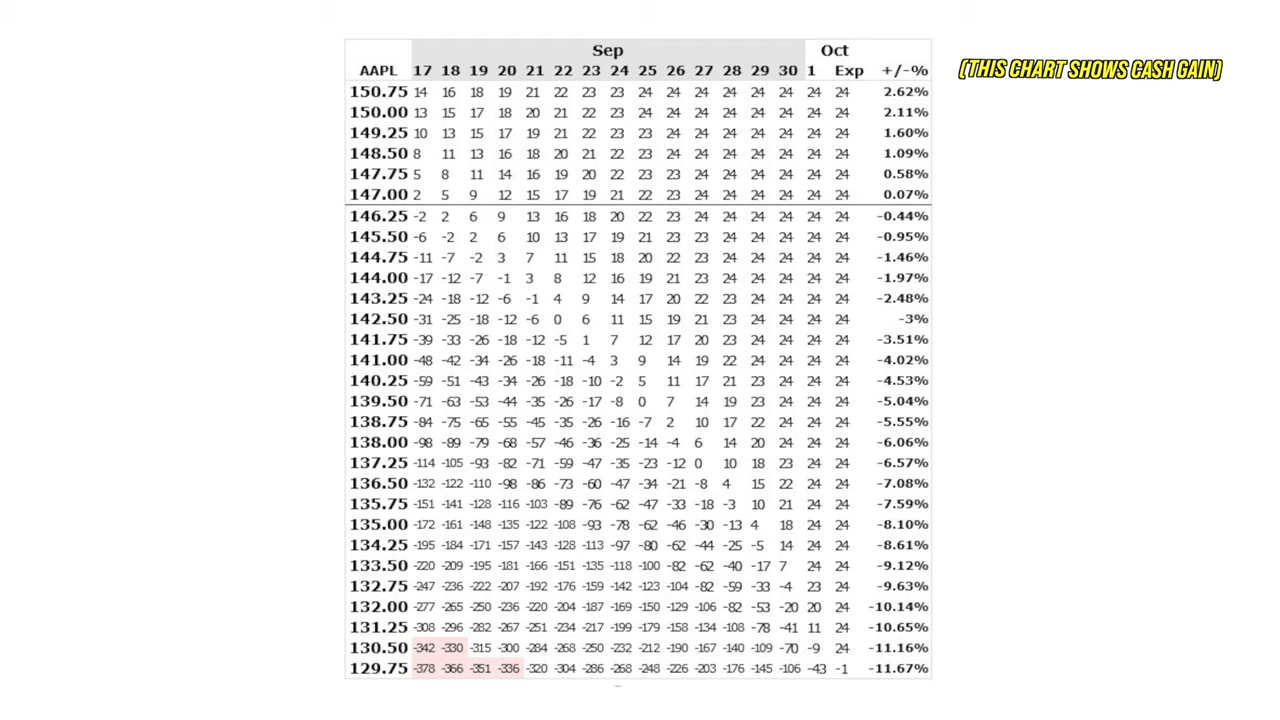 Sep Oct
(THIS CHART SHOWS CASH GAIN)
AAPL 17 18 19 20 21 22 23 24 25 26 27 28 29 30 1 Exp +/-%
150.75 14 16 18 19 21 22 23 23 24 24 24 24 24 24 24 24 2.62%
150.00 13 15 17 18 20 21 22 23 24 24 24 24 24 24 24 24 2.11%
149.25 10 13 15 17 19 21 22 23 23 24 24 24 24 24 24 24 1.60%
148.50 8 11 13 16 18 20 21 22 23 24 24 24 24 24 24 24 1.09%
147.75 5 8 11 14 16 19 20 22 23 23 24 24 24 24 24 24 0.58%
147.00 2 5 9 12 15 17 19 21 22 23 24 24 24 24 24 24 0.07%
146.25 -2 2 6 9 13 16 18 20 22 23 24 24 24 24 24 24 -0.44%
145.50 -6 -2 2 6 10 13 17 19 21 23 23 24 24 24 24 24 -0.95%
144.75 -11 -7 -2 3 7 11 15 18 20 22 23 24 24 24 24 24 -1.46%
144.00 -17 -12 -7 -1 3 8 12 16 19 21 23 24 24 24 24 24 -1.97%
143.25 -24 -18 -12 -6 -1 4 9 14 17 20 22 23 24 24 24 24 -2.48%
142.50 -31 -25 -18 -12 -6 0 6 11 15 19 21 23 24 24 24 24 -3%
141.75 -39 -33 -26 -18 -12 -5 1 7 12 17 20 23 24 24 24 24 -3.51%
141.00 -48 -42 -34 -26 -18 -11 -4 3 9 14 19 22 24 24 24 24 -4.02%
140.25 -59 -51 -43 -34 -26 -18 -10 -2 5 11 17 21 23 24 24 24 -4.53%
139.50 -71 -63 -53 -44 -35 -26 -17 -8 0 7 14 19 23 24 24 24 -5.04%
138.75 -84 -75 -65 -55 -45 -35 -26 -16 -7 2 10 17 22 24 24 24 -5.55%
138.00 -98 -89 -79 -68 -57 -46 -36 -25 -14 -4 6 14 20 24 24 24 -6.06%
137.25 -114 -105 -93 -82 -71 -59 -47 -35 -23 -12 0 10 18 23 24 24 -6.57%
136.50 -132 -122 -110 -98 -86 -73 -60 -47 -34 -21 -8 4 15 22 24 24 -7.08%
135.75 -151 -141 -128 -116 -103 -89 -76 -62 -47 -33 -18 -3 10 21 24 24 -7.59%
135.00 -172 -161 -148 -135 -122 -108 -93 -78 -62 -46 -30 -13 4 18 24 24 -8.10%
134.25 -195 -184 -171 -157 -143 -128 -113 -97 -80 -62 -44 -25 -5 14 24 24 -8.61%
133.50 -220 -209 -195 -181 -166 -151 -135 -118 -100 -82 -62 -40 -17 7 24 24 -9.12%
132.75 -247 -236 -222 -207 -192 -176 -159 -142 -123 -104 -82 -59 -33 -4 23 24 -9.63%
132.00 -277 -265 -250 -236 -220 -204 -187 -169 -150 -129 -106 -82 -53 -20 20 24 -10.14%
131.25 -308 -296 -282 -267 -251 -234 -217 -199 -179 -158 -134 -108 -78 -41 11 24 -10.65%
130.50 -342 -330 -315 -300 -284 -268 -250 -232 -212 -190 -167 -140 -109 -70 -9 24 -11.16%
129.75 -378 -366 -351 -336 -320 -304 -286 -268 -248 -226 -203 -176 -145 -106 -43 -1 -11.67%